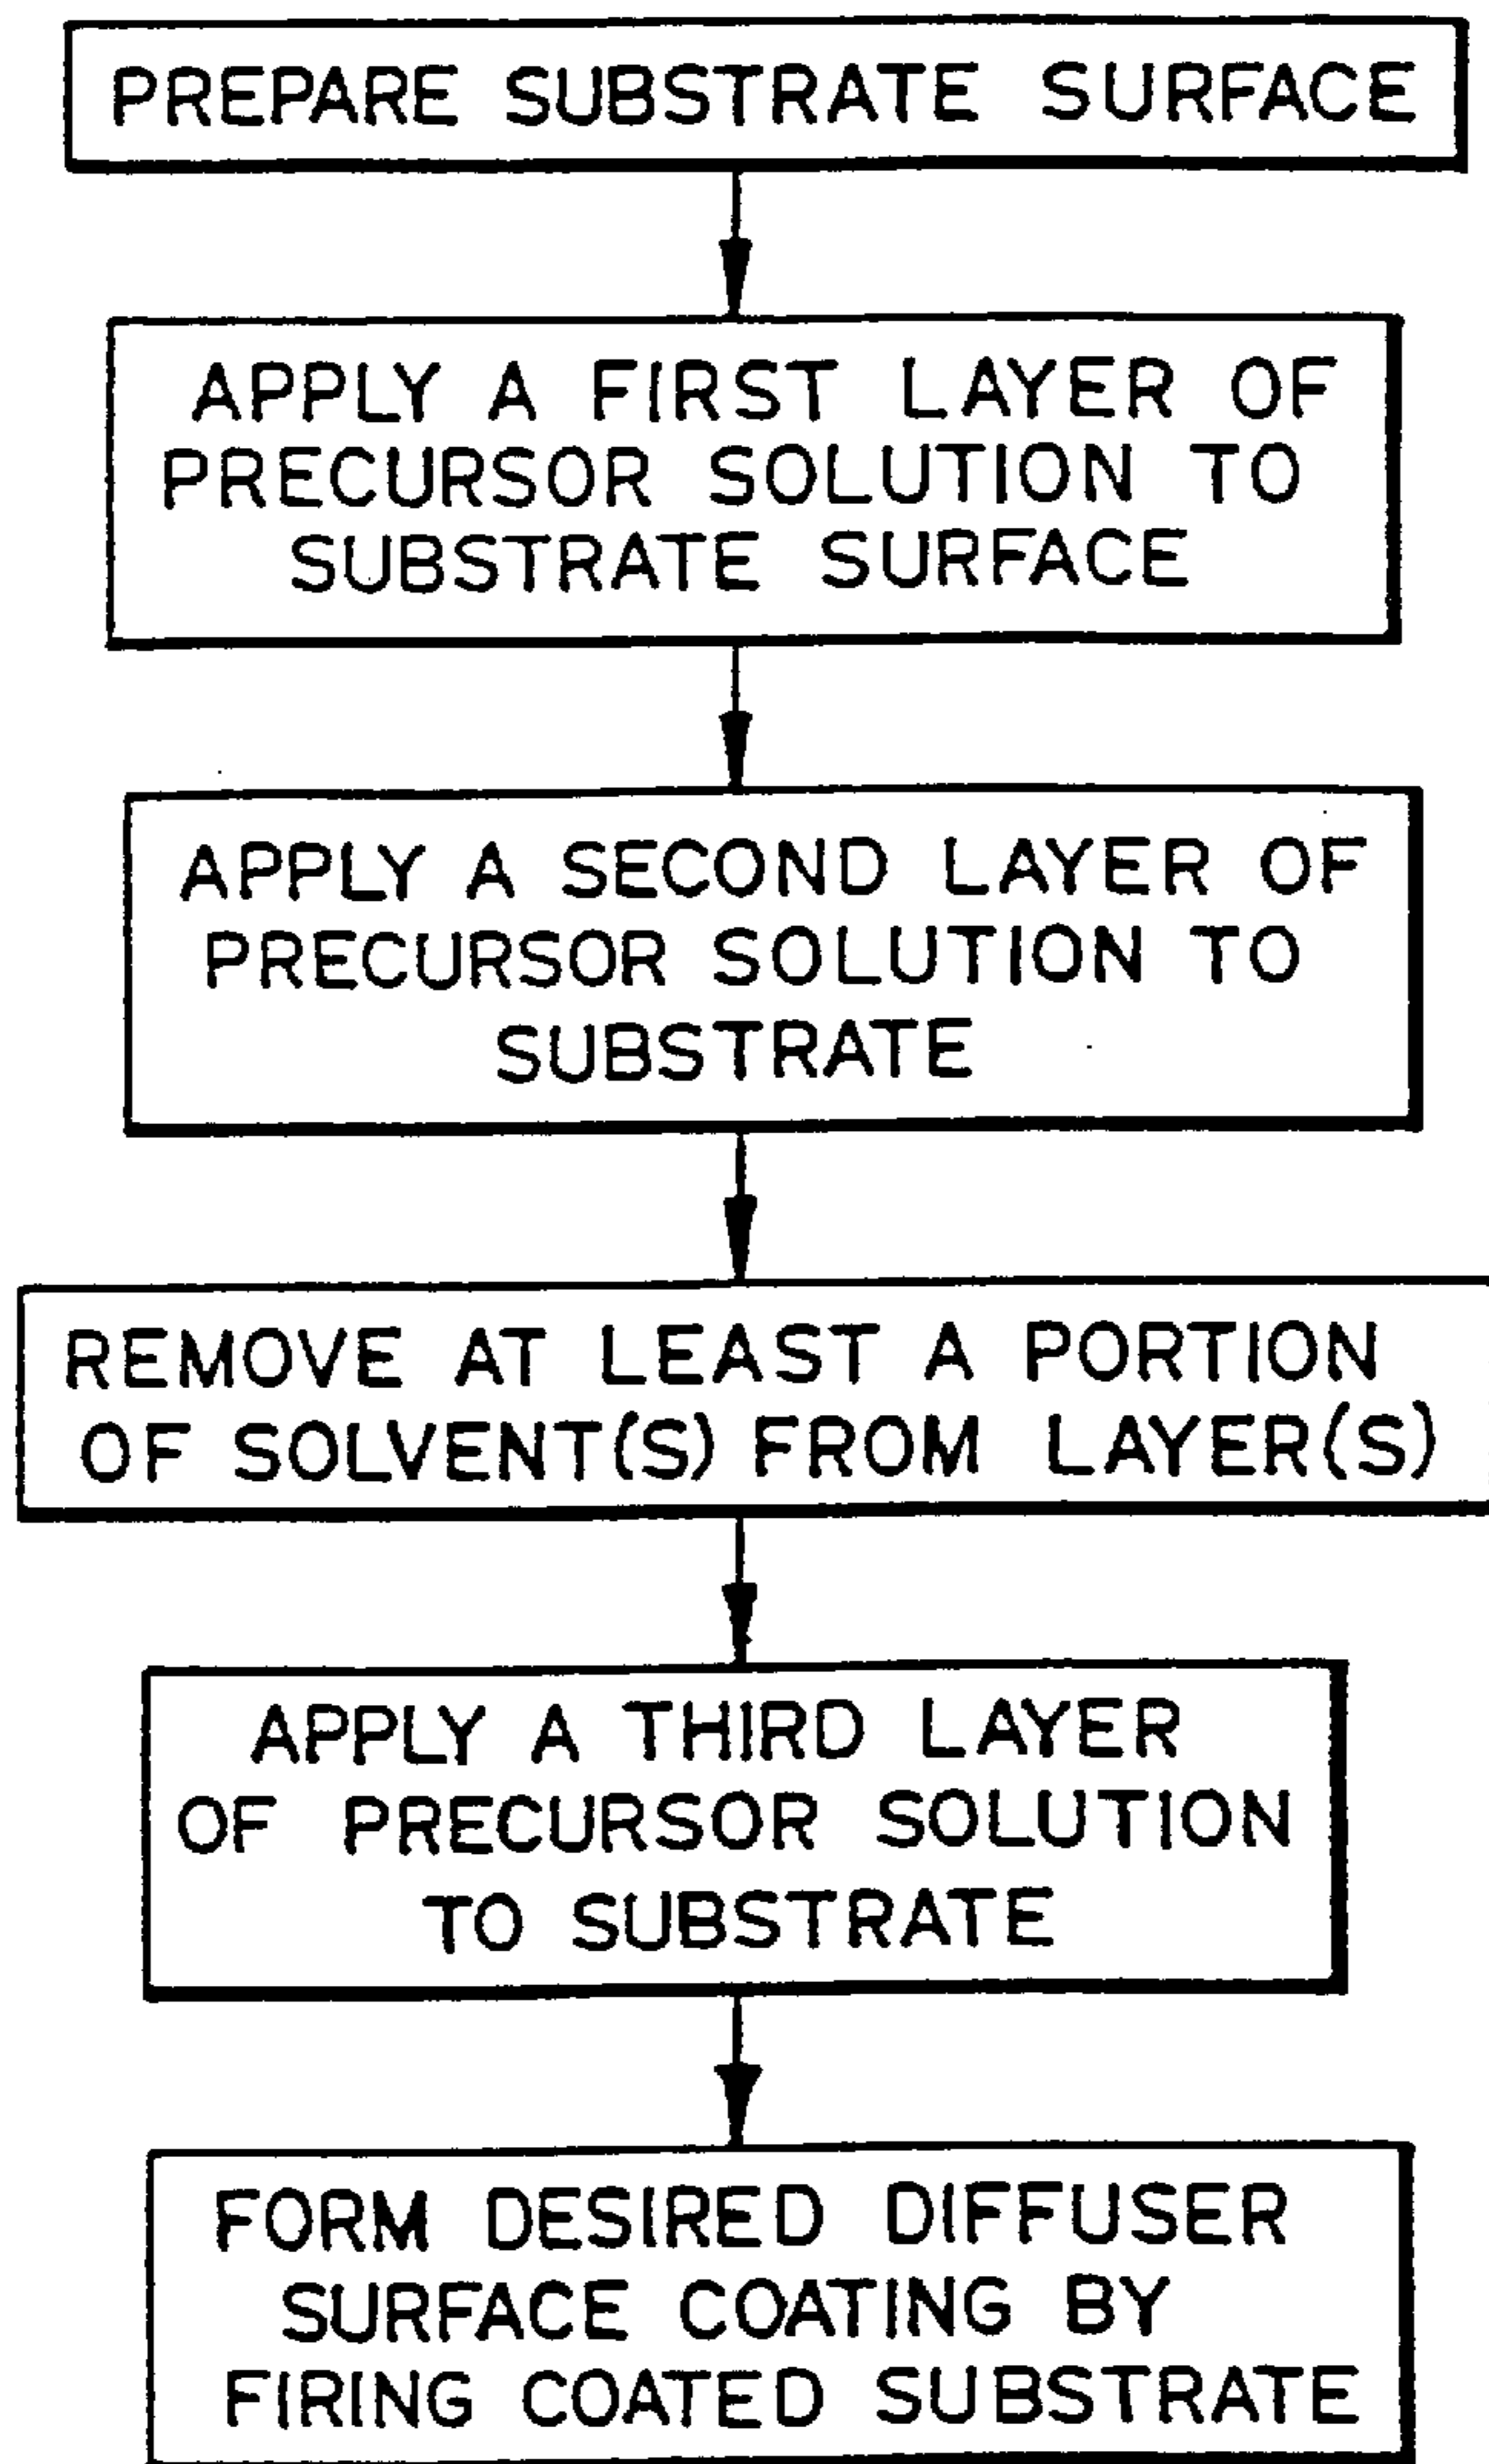 PREPARE SUBSTRATE SURFACE
APPLY A FIRST LAYER OF
PRECURSOR SOLUTION TO
SUBSTRATE SURFACE
APPLY A SECOND LAYER OF
PRECURSOR SOLUTION TO
SUBSTRATE
REMOVE AT LEAST A PORTION
OF SOLVENT(S) FROM LAYER(S)
APPLY A THIRD LAYER
OF PRECURSOR SOLUTION
TO SUBSTRATE
FORM DESIRED DIFFUSER
SURFACE COATING BY
FIRING COATED SUBSTRATE